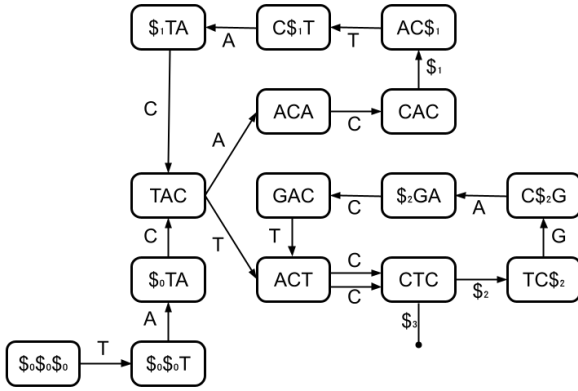 $₁TA C$₁T AC$₁
A T
C $₁
ACA CAC
A C
TAC GAC $₂GA C$₂G
C A
C T T G
C
$₀TA ACT CTC TC$₂
C $₂
A $₃
T
$₀$₀$₀ $₀$₀T